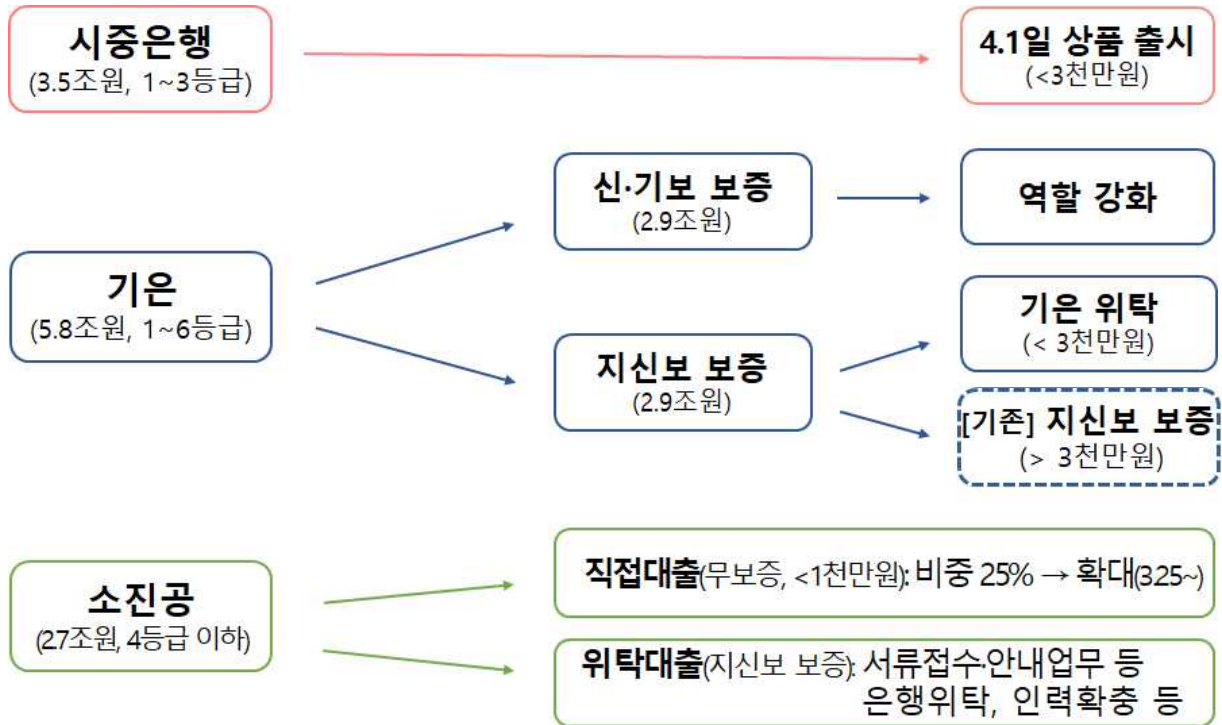 시중은행
(3.5조원, 1~3등급)
4.1일 상품 출시
(<3천만원)
신·기보 보증
(2.9조원)
역할 강화
기은
(5.8조원, 1~6등급)
기은 위탁
(< 3천만원)
지신보 보증
(2.9조원)
[기존] 지신보 보증
(> 3천만원)
소진공
(2.7조원, 4등급 이하)
직접대출(무보증, <1천만원): 비중 25% → 확대(3.25~)
위탁대출(지신보 보증): 서류접수·안내업무 등
은행위탁, 인력확충 등